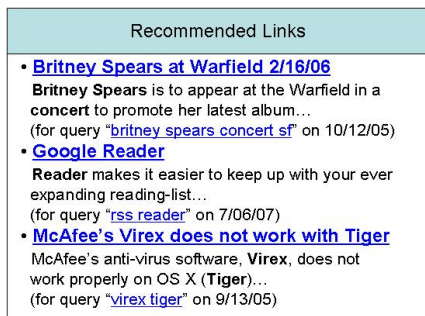 Recommended Links
• Britney Spears at Warfield 2/16/06
Britney Spears is to appear at the Warfield in a
concert to promote her latest album…
(for query “britney spears concert sf” on 10/12/05)
• Google Reader
Reader makes it easier to keep up with your ever
expanding reading-list…
(for query “rss reader” on 7/06/07)
• McAfee’s Virex does not work with Tiger
McAfee’s anti-virus software, Virex, does not
work properly on OS X (Tiger)…
(for query “virex tiger” on 9/13/05)